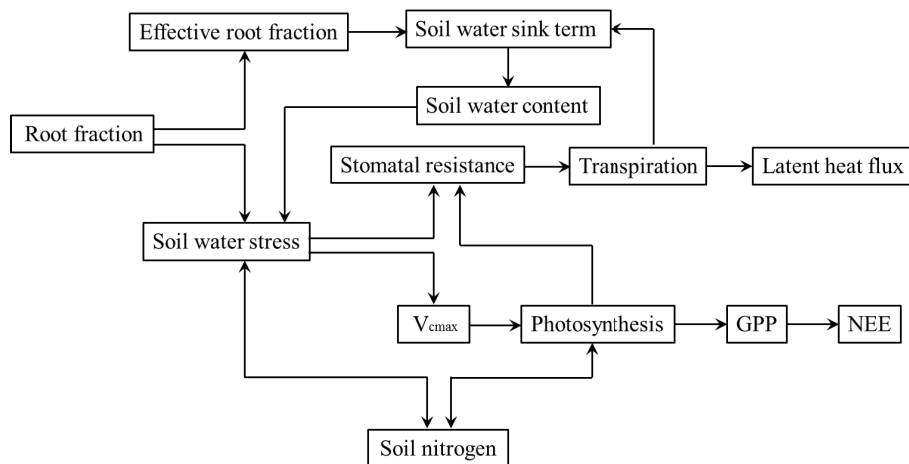 Effective root fraction
Soil water sink term
Soil water content
Root fraction
Stomatal resistance
Transpiration
Latent heat flux
Soil water stress
Vcmax
Photosynthesis
GPP
NEE
Soil nitrogen